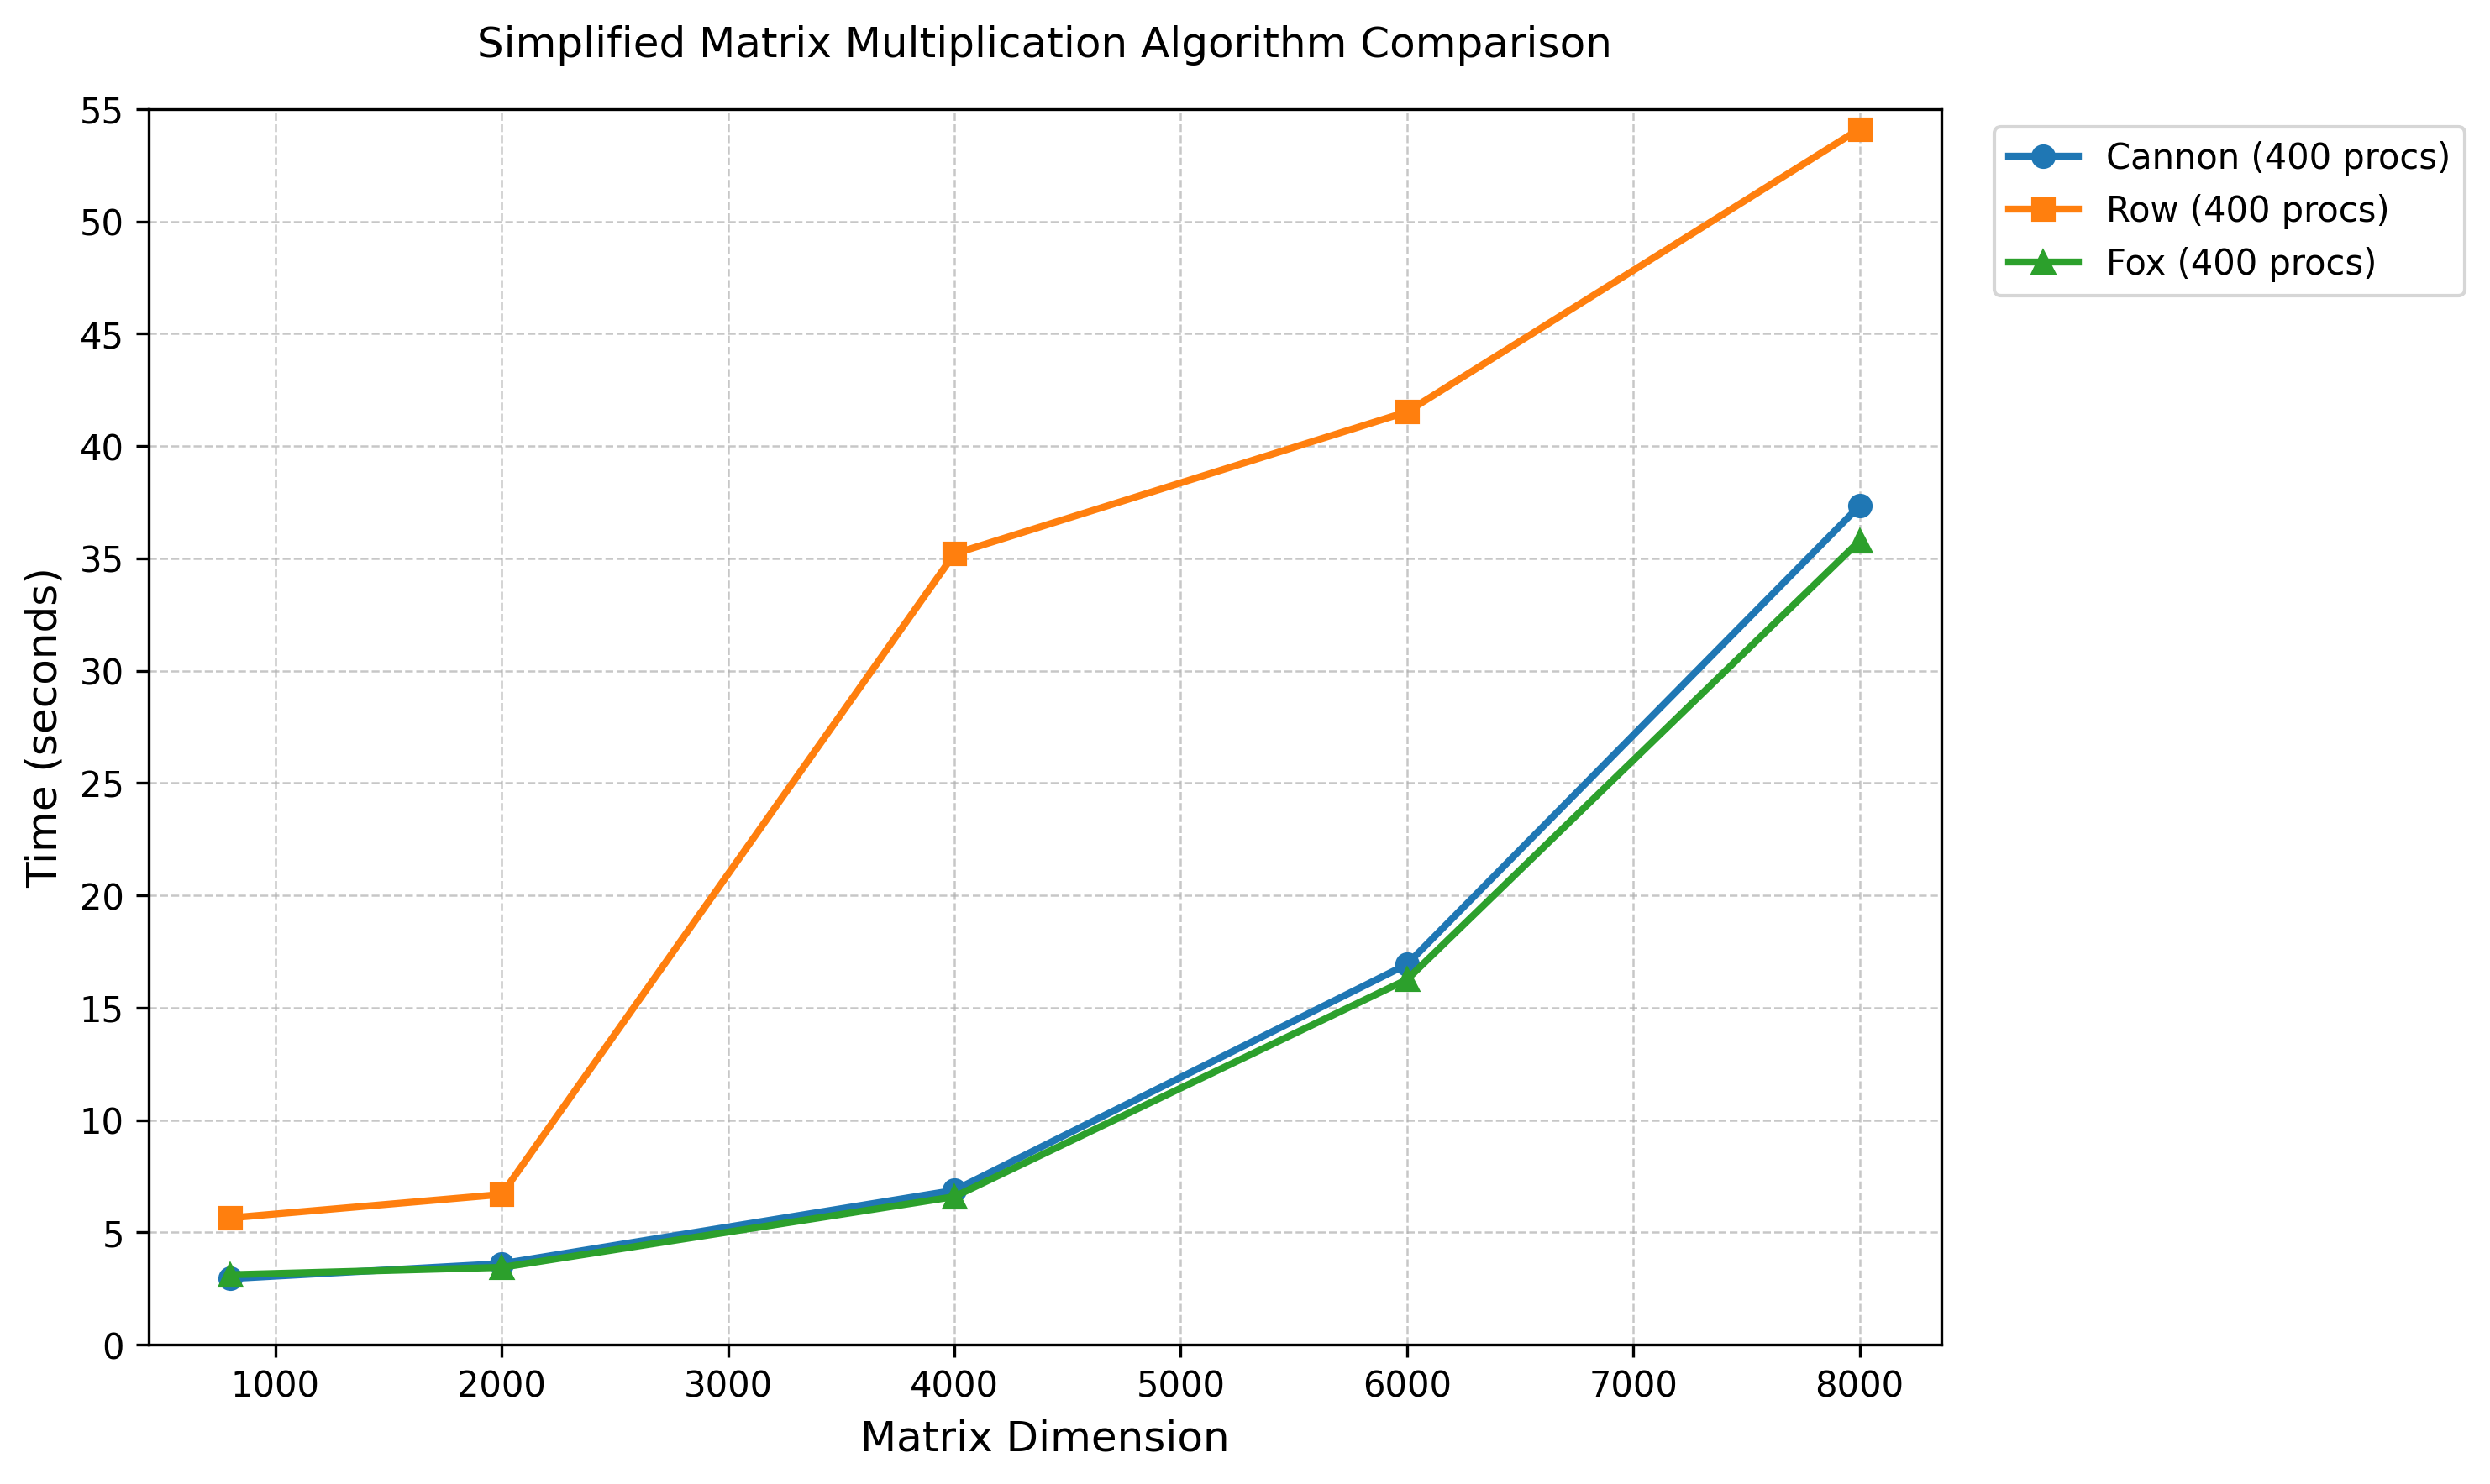 Simplified Matrix Multiplication Algorithm Comparison
55
50
45
40
35
30
25
20
15
10
5
0
Time (seconds)
1000 2000 3000 4000 5000 6000 7000 8000
Matrix Dimension
Cannon (400 procs)
Row (400 procs)
Fox (400 procs)